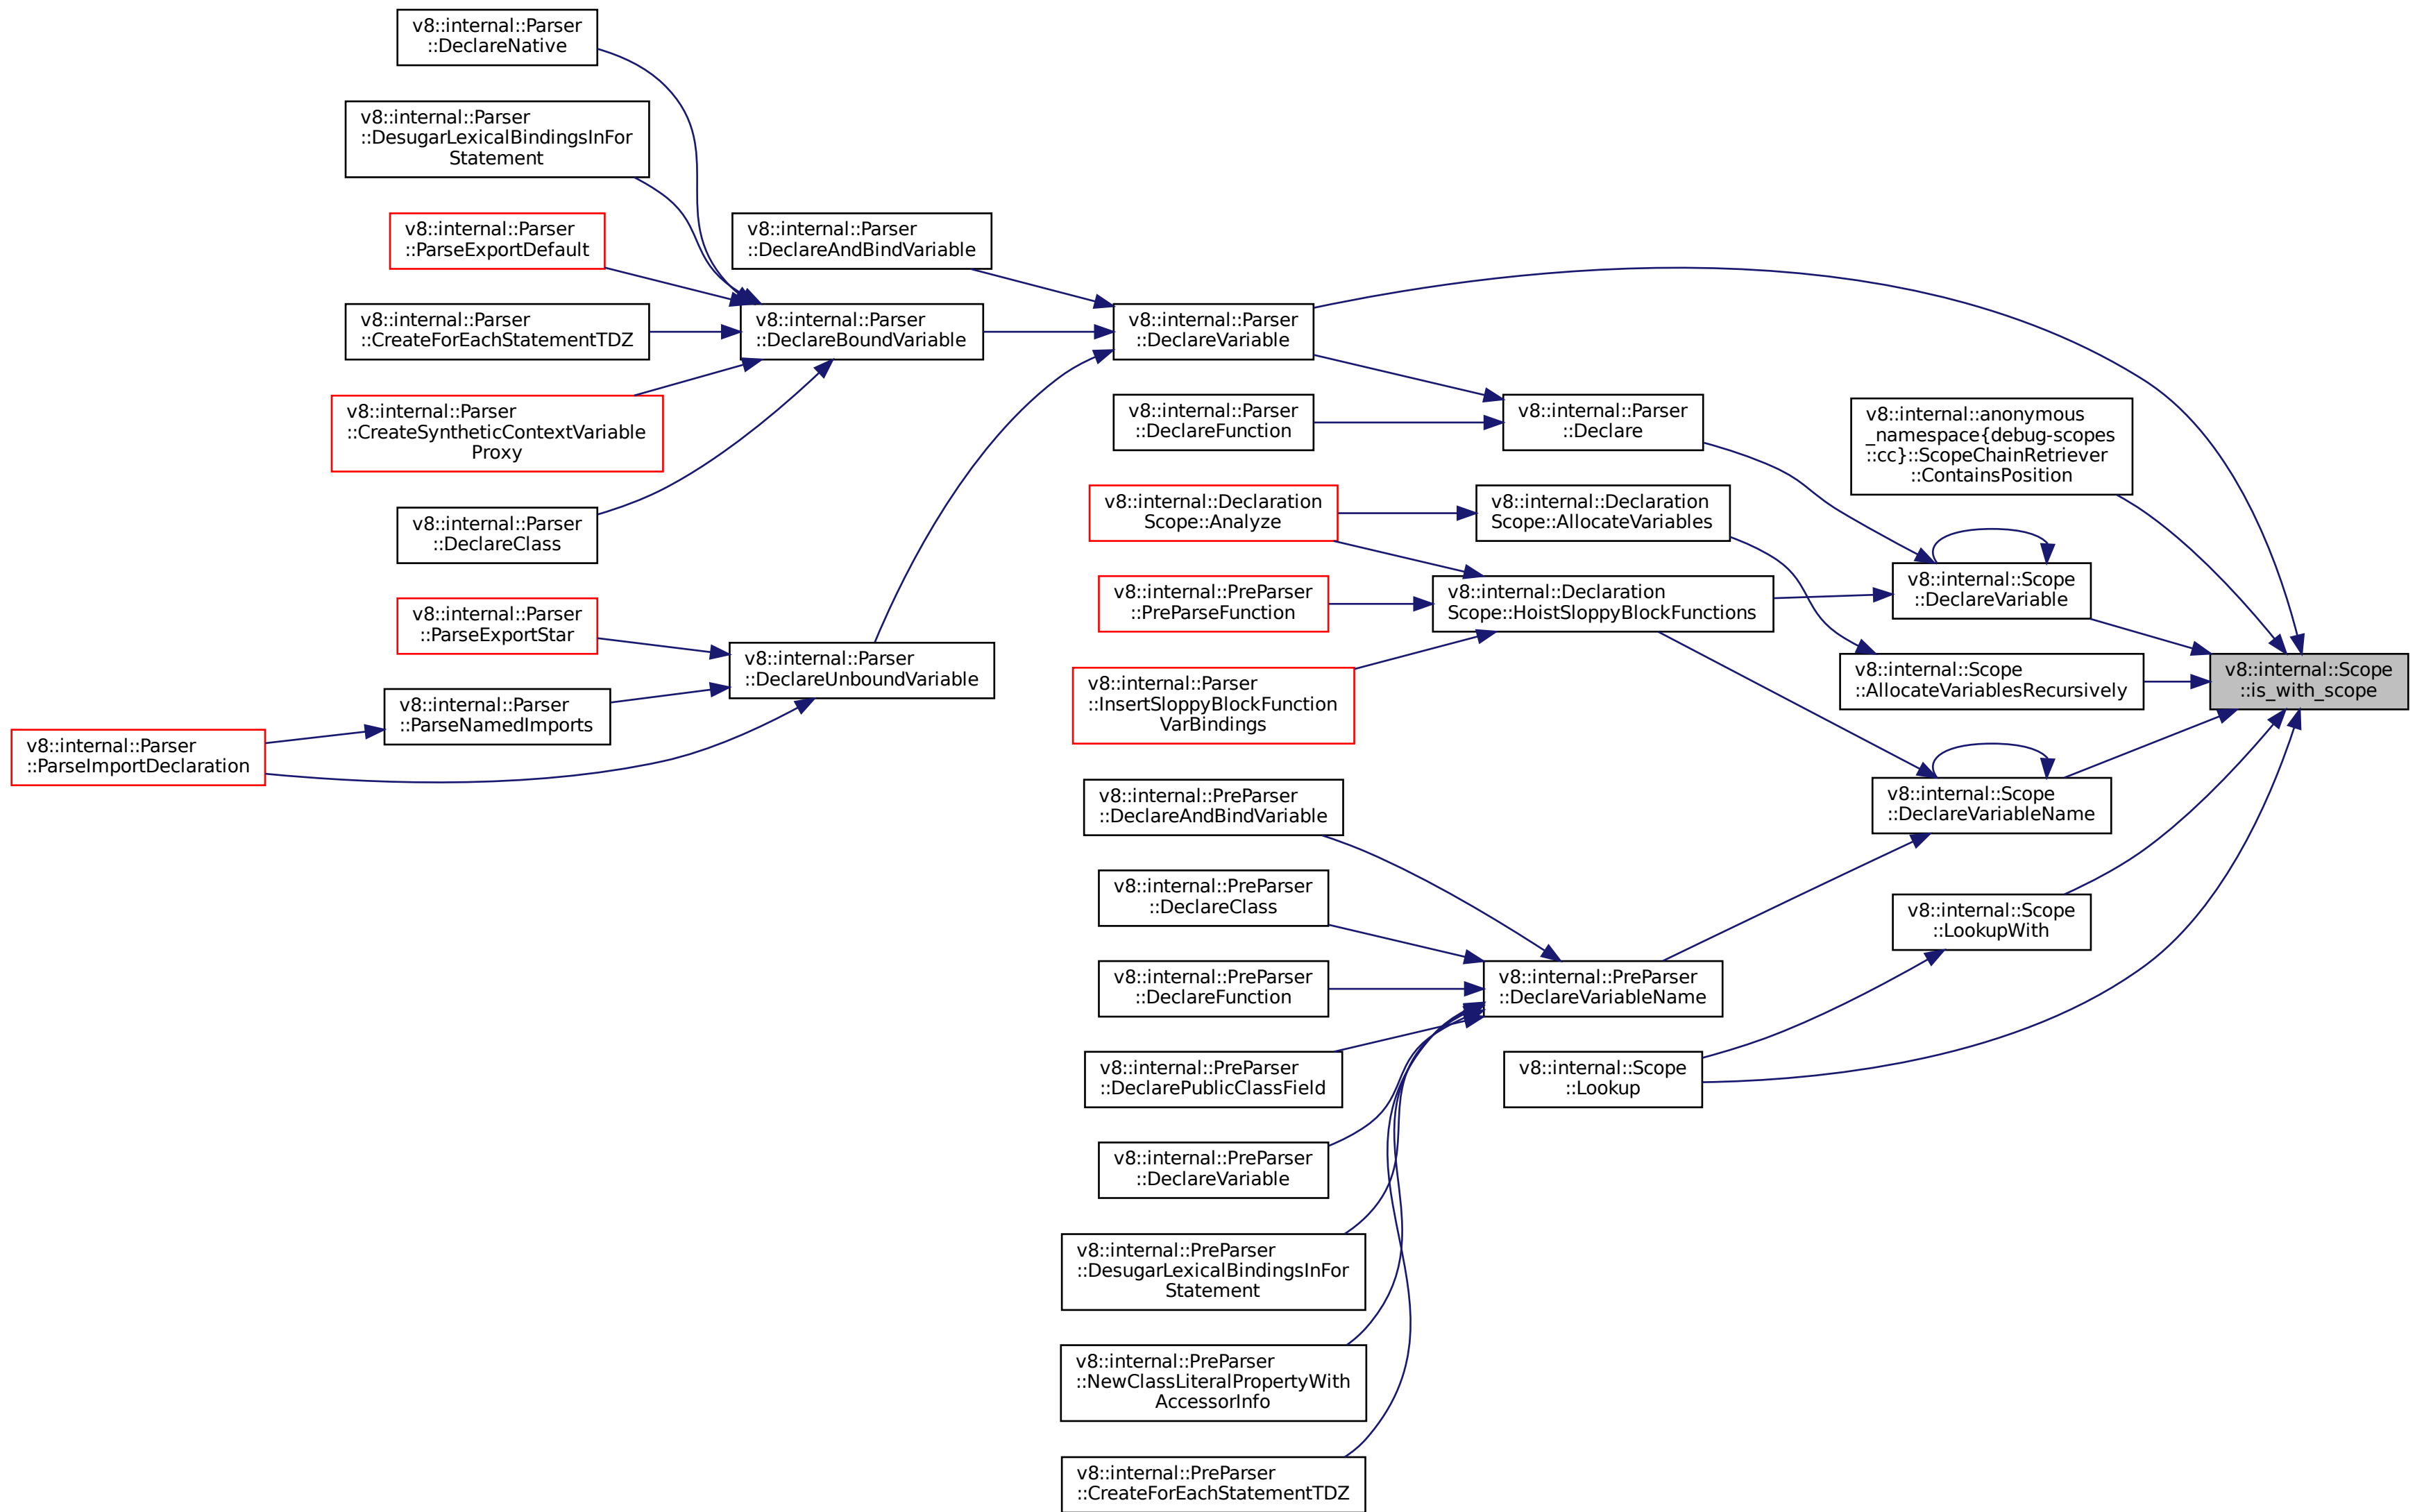 v8::internal::Parser
::DeclareNative
v8::internal::Parser
::DesugarLexicalBindingsInFor
Statement
v8::internal::Parser
::ParseExportDefault
v8::internal::Parser
::CreateForEachStatementTDZ
v8::internal::Parser
::CreateSyntheticContextVariable
Proxy
v8::internal::Parser
::DeclareClass
v8::internal::Parser
::ParseExportStar
v8::internal::Parser
::ParseNamedImports
v8::internal::Parser
::ParseImportDeclaration
v8::internal::Parser
::DeclareAndBindVariable
v8::internal::Parser
::DeclareBoundVariable
v8::internal::Parser
::DeclareUnboundVariable
v8::internal::Parser
::DeclareVariable
v8::internal::Parser
::DeclareFunction
v8::internal::Declaration
Scope::Analyze
v8::internal::PreParser
::PreParseFunction
v8::internal::Parser
::InsertSloppyBlockFunction
VarBindings
v8::internal::PreParser
::DeclareAndBindVariable
v8::internal::PreParser
::DeclareClass
v8::internal::PreParser
::DeclareFunction
v8::internal::PreParser
::DeclarePublicClassField
v8::internal::PreParser
::DeclareVariable
v8::internal::PreParser
::DesugarLexicalBindingsInFor
Statement
v8::internal::PreParser
::NewClassLiteralPropertyWith
AccessorInfo
v8::internal::PreParser
::CreateForEachStatementTDZ
v8::internal::Parser
::Declare
v8::internal::Declaration
Scope::AllocateVariables
v8::internal::Declaration
Scope::HoistSloppyBlockFunctions
v8::internal::PreParser
::DeclareVariableName
v8::internal::Scope
::Lookup
v8::internal::anonymous
_namespace{debug-scopes
::cc}::ScopeChainRetriever
::ContainsPosition
v8::internal::Scope
::DeclareVariable
v8::internal::Scope
::AllocateVariablesRecursively
v8::internal::Scope
::DeclareVariableName
v8::internal::Scope
::LookupWith
v8::internal::Scope
::is_with_scope